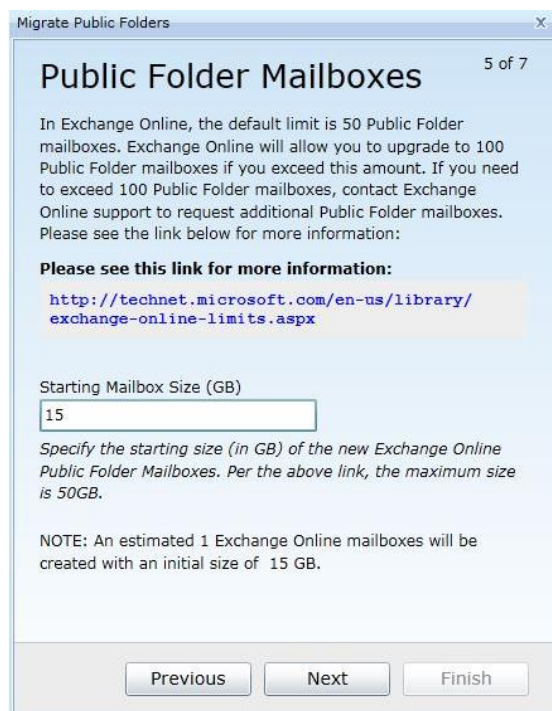 Migrate Public Folders
X
Public Folder Mailboxes
5 of 7
In Exchange Online, the default limit is 50 Public Folder
mailboxes. Exchange Online will allow you to upgrade to 100
Public Folder mailboxes if you exceed this amount. If you need
to exceed 100 Public Folder mailboxes, contact Exchange
Online support to request additional Public Folder mailboxes.
Please see the link below for more information:
Please see this link for more information:
http://technet.microsoft.com/en-us/library/
exchange-online-limits.aspx
Starting Mailbox Size (GB)
15
Specify the starting size (in GB) of the new Exchange Online
Public Folder Mailboxes. Per the above link, the maximum size
is 50GB.
NOTE: An estimated 1 Exchange Online mailboxes will be
created with an initial size of  15 GB.
Previous
Next
Finish